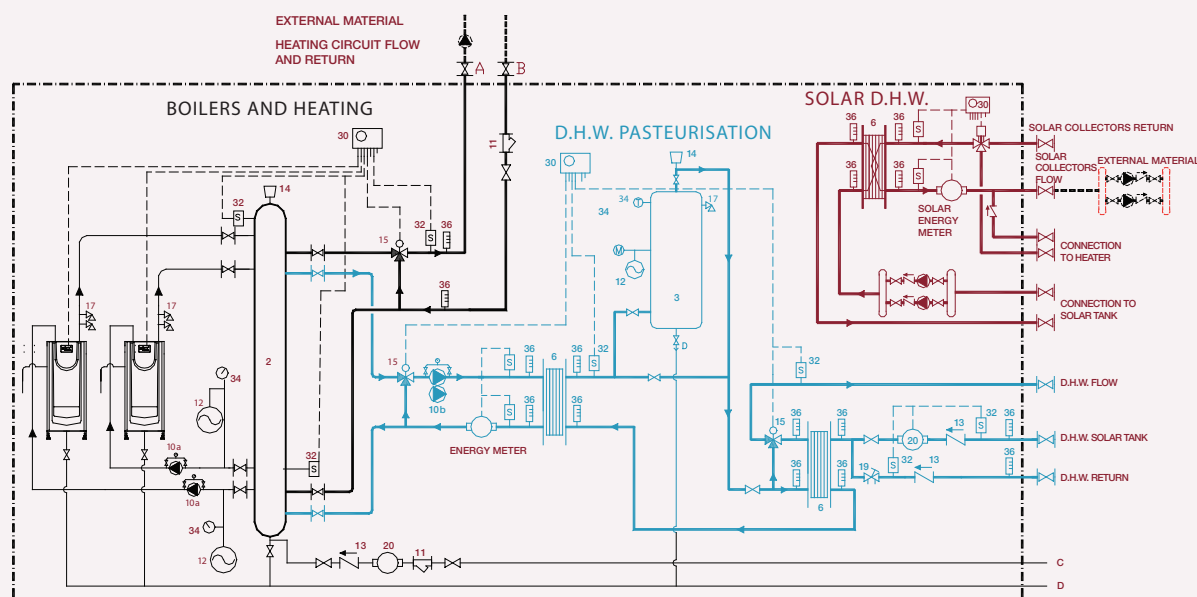 EXTERNAL MATERIAL
HEATING CIRCUIT FLOW
AND RETURN
A
B
BOILERS AND HEATING
D.H.W. PASTEURISATION
SOLAR D.H.W.
30
11
30
14
36
6
36
S
30
SOLAR COLLECTORS RETURN
SOLAR
COLLECTORS
FLOW
EXTERNAL MATERIAL
36
36
S
SOLAR
ENERGY
METER
14
32
S
15
32
S
36
34
T
34
17
M
12
3
CONNECTION
TO HEATER
36
CONNECTION TO
SOLAR TANK
17
17
2
D
15
10b
S
36
6
36
32
S
32
S
D.H.W. FLOW
34
12
S
36
36
ENERGY METER
15
36
36
20
13
32
S
36
D.H.W. SOLAR TANK
10a
32
S
36
36
6
19
32
S
13
36
D.H.W. RETURN
10a
34
12
13
20
11
C
D